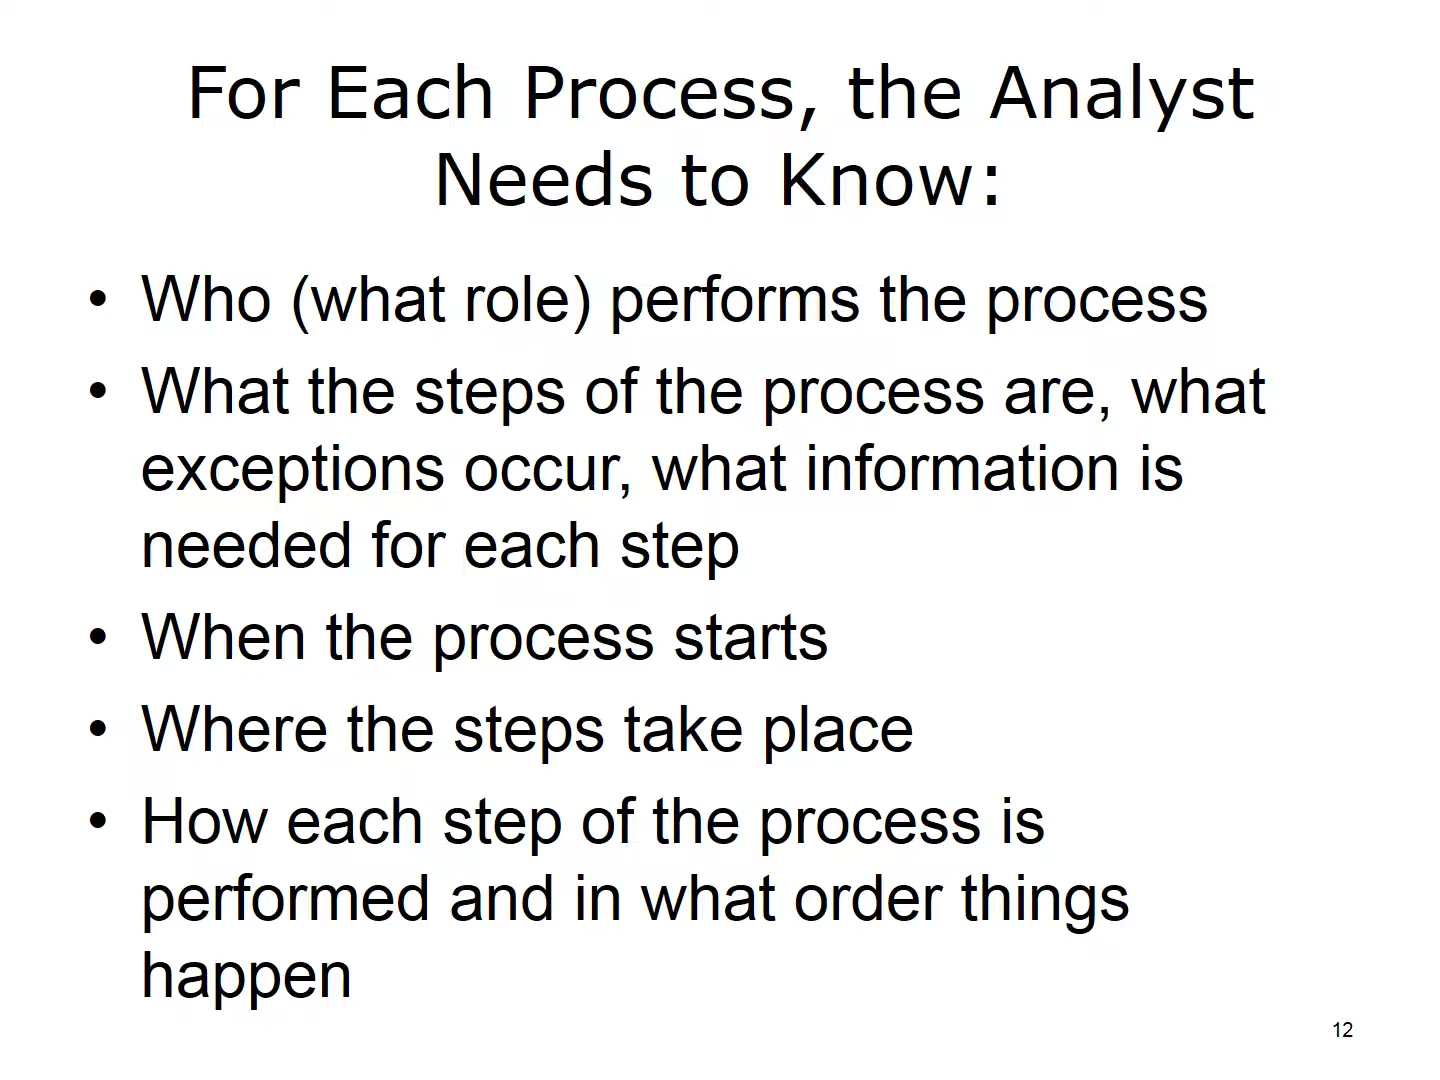 For Each Process, the Analyst
Needs to Know:
• Who (what role) performs the process
• What the steps of the process are, what
exceptions occur, what information is
needed for each step
• When the process starts
• Where the steps take place
• How each step of the process is
performed and in what order things
happen
12